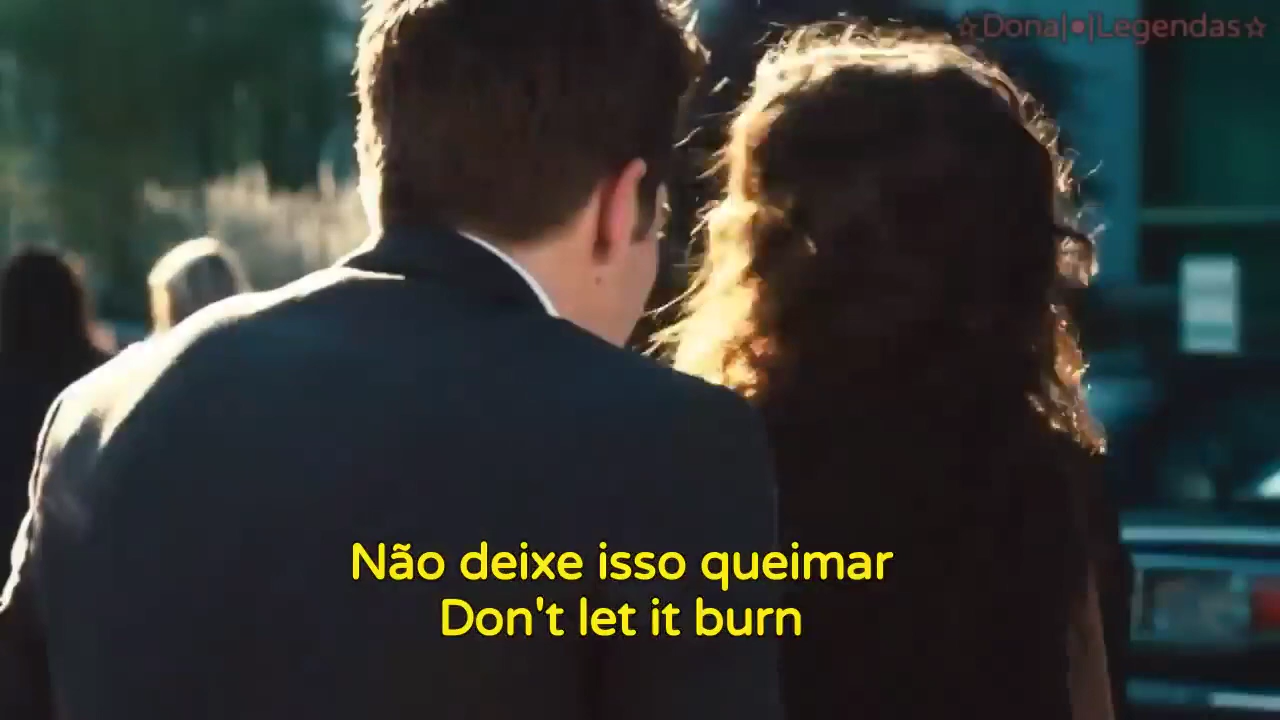 ☆Dona|•|Legendas☆
Não deixe isso queimar
Don't let it burn